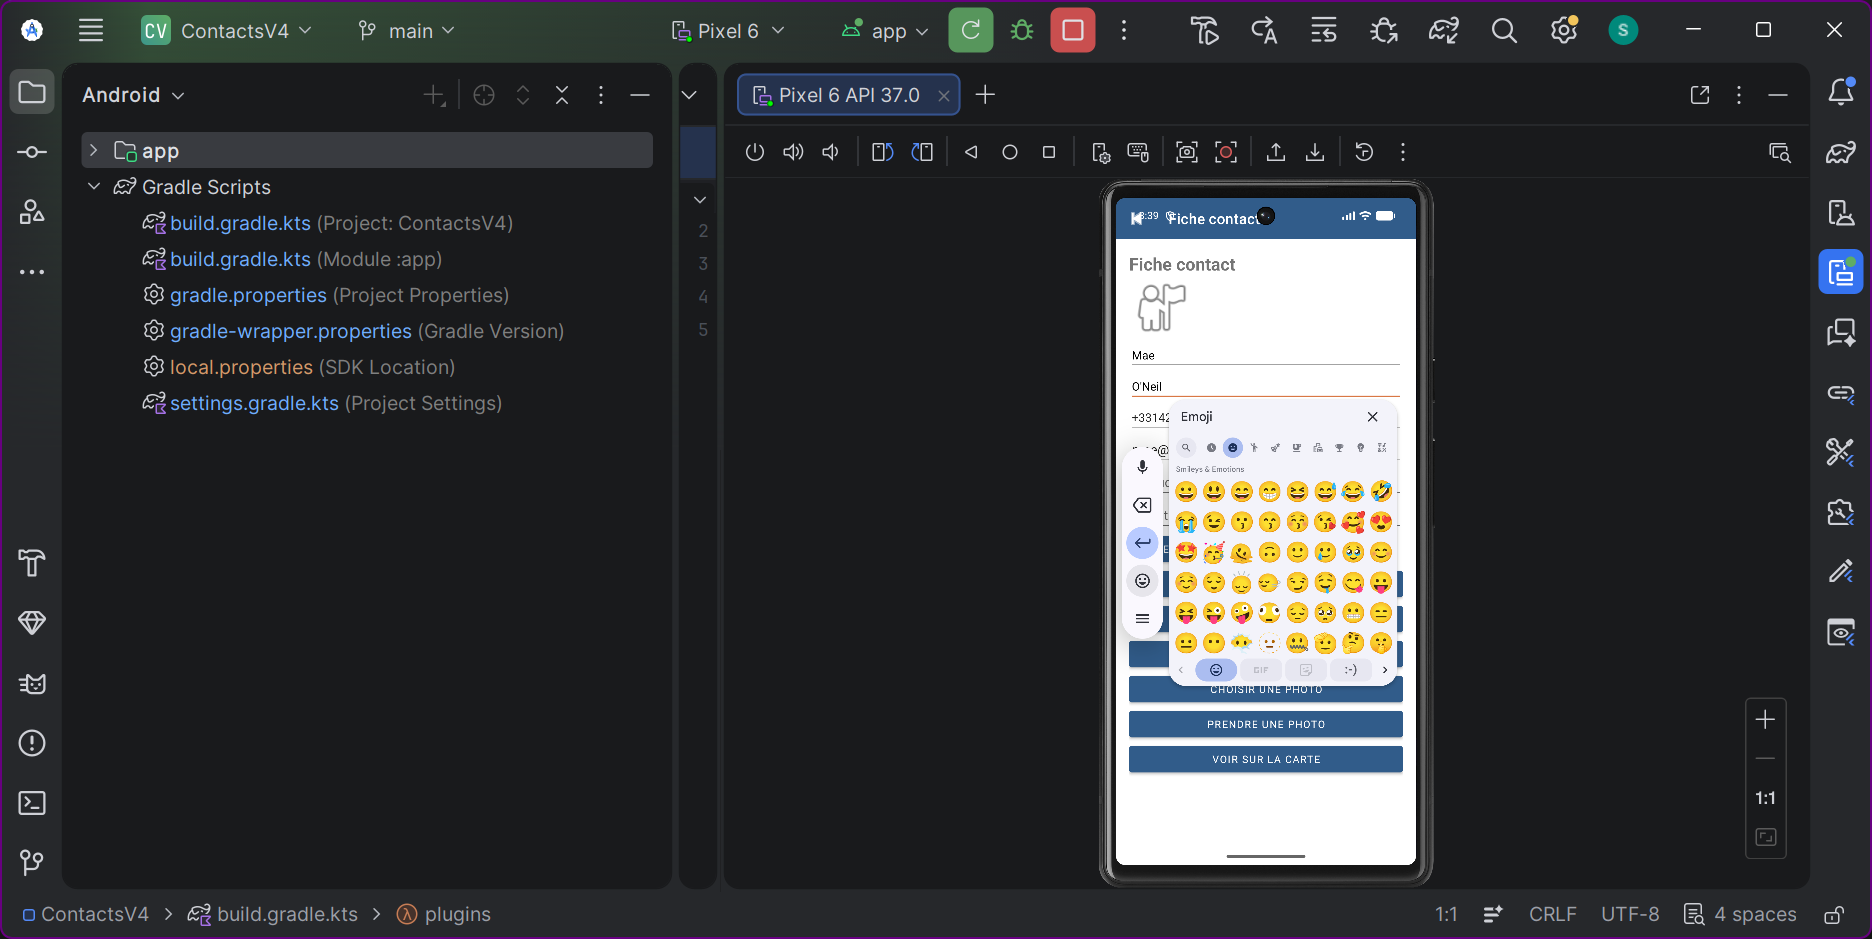 CV ContactsV4 main Pixel 6 app S
Android
Pixel 6 API 37.0
app
Gradle Scripts
build.gradle.kts (Project: ContactsV4)
build.gradle.kts (Module :app)
gradle.properties (Project Properties)
gradle-wrapper.properties (Gradle Version)
local.properties (SDK Location)
settings.gradle.kts (Project Settings)
2
3
4
5
:39 Fiche contact
Fiche contact
Mae
O'Neil
+33142
Emoji
Smileys & Emotions
GIF :-)
CHOISIR UNE PHOTO
PRENDRE UNE PHOTO
VOIR SUR LA CARTE
1:1
ContactsV4 > build.gradle.kts > plugins
1:1 CRLF UTF-8 4 spaces